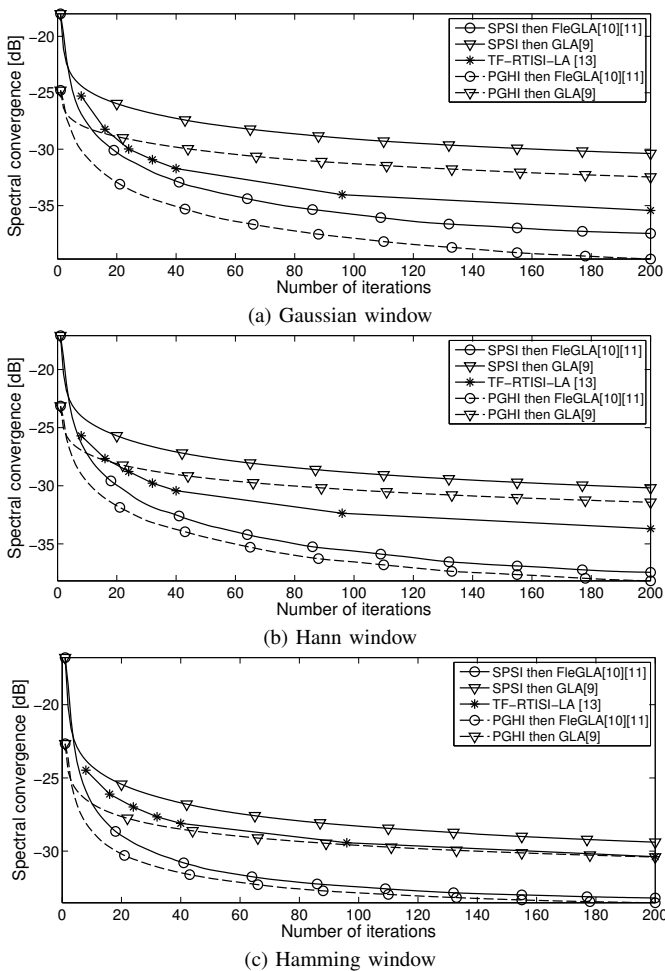 Spectral convergence [dB]
−20
−25
−30
−35
SPSI then FleGLA[10][11]
SPSI then GLA[9]
TF−RTISI−LA [13]
PGHI then FleGLA[10][11]
PGHI then GLA[9]
0 20 40 60 80 100 120 140 160 180 200
Number of iterations
(a) Gaussian window
Spectral convergence [dB]
−20
−25
−30
−35
SPSI then FleGLA[10][11]
SPSI then GLA[9]
TF−RTISI−LA [13]
PGHI then FleGLA[10][11]
PGHI then GLA[9]
0 20 40 60 80 100 120 140 160 180 200
Number of iterations
(b) Hann window
Spectral convergence [dB]
−20
−25
−30
SPSI then FleGLA[10][11]
SPSI then GLA[9]
TF−RTISI−LA [13]
PGHI then FleGLA[10][11]
PGHI then GLA[9]
0 20 40 60 80 100 120 140 160 180 200
Number of iterations
(c) Hamming window